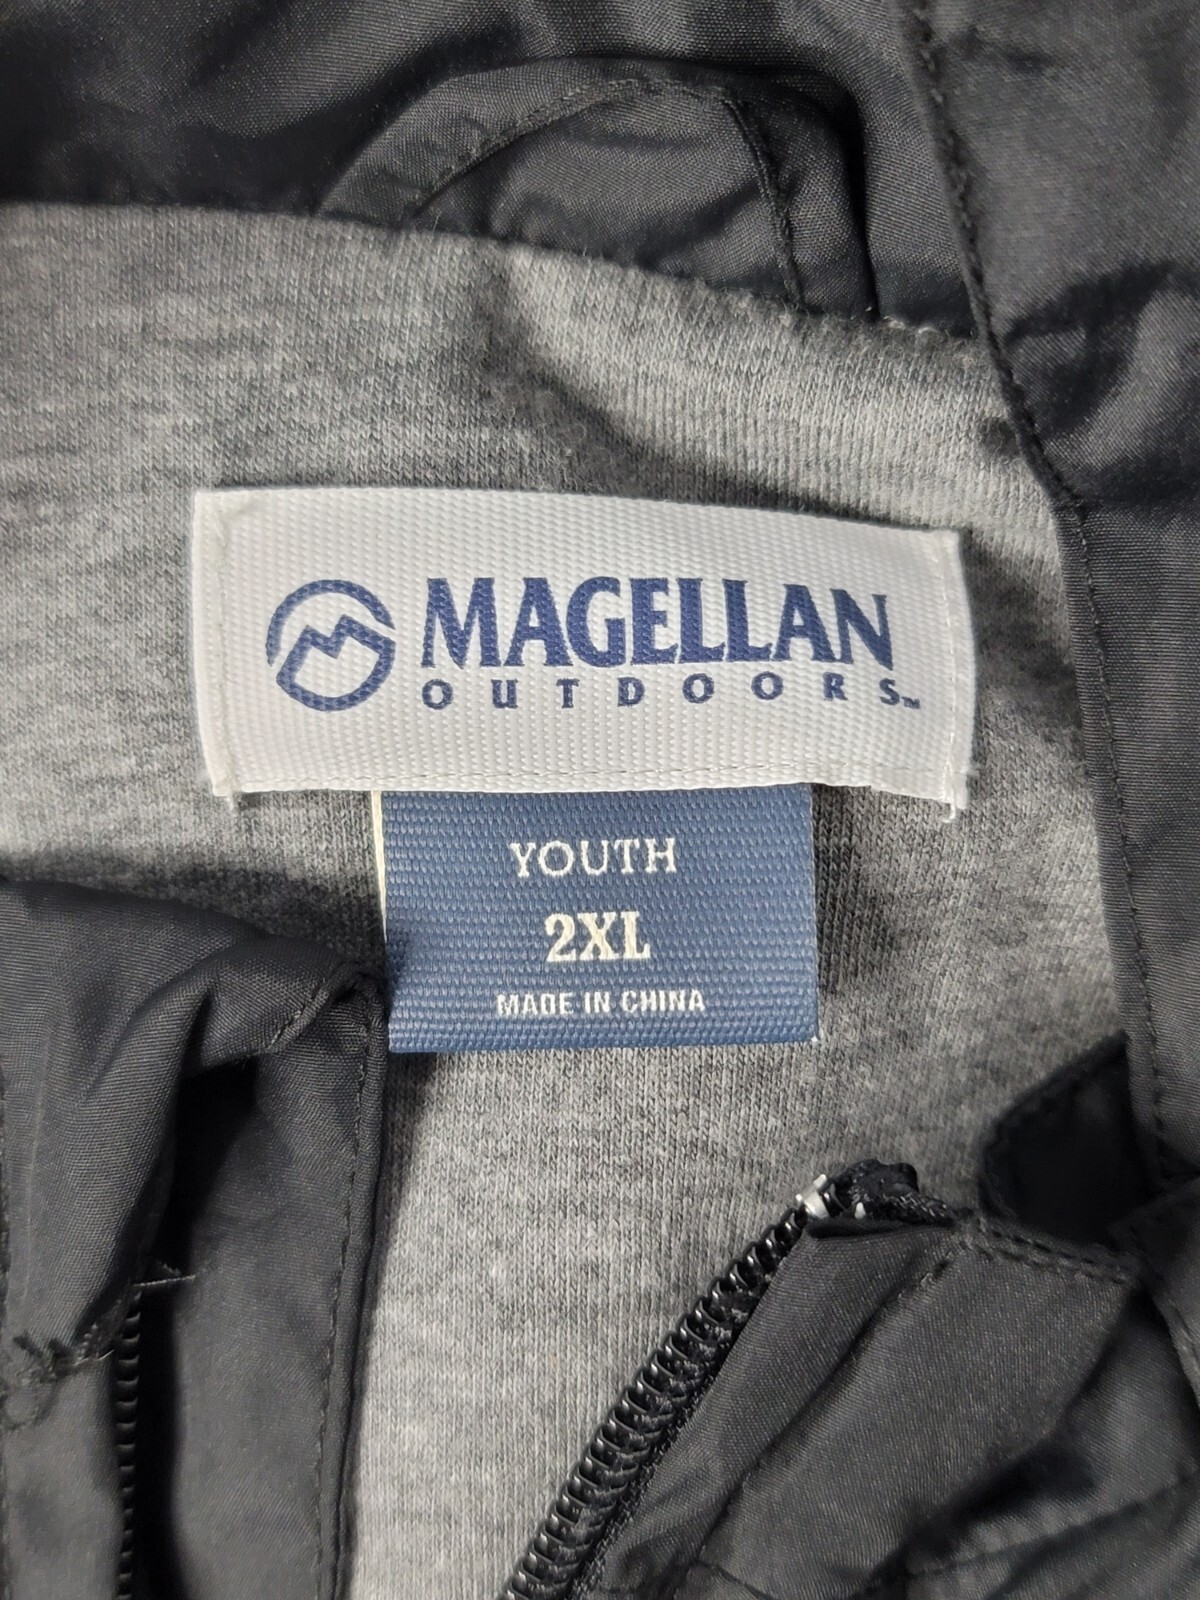 MAGELLAN
OUTDOORS™
YOUTH
2XL
MADE IN CHINA